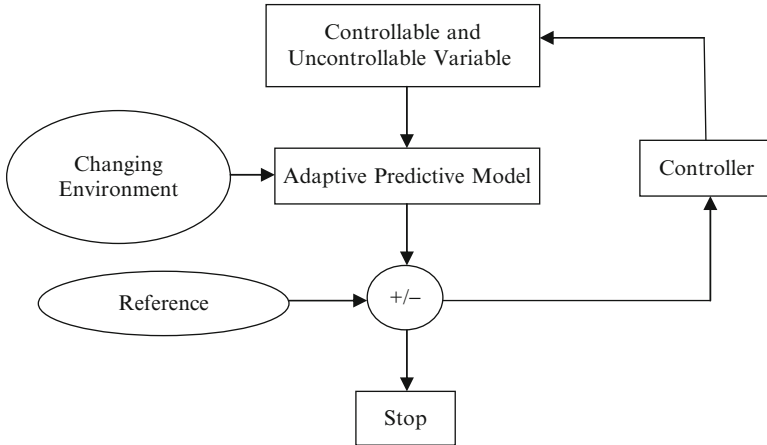 Controllable and
Uncontrollable Variable
Changing
Environment
Adaptive Predictive Model
Controller
Reference
+/–
Stop